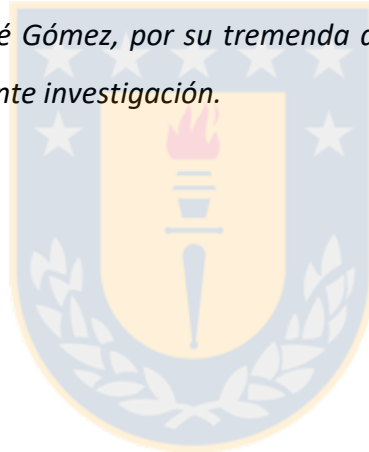 é Gómez, por su tremenda
nte investigación.